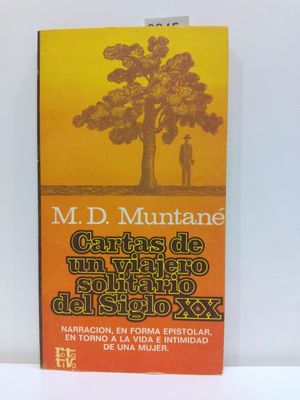 M. D. Muntané
Cartas de
un viajero
solitario
del Siglo XX
NARRACION, EN FORMA EPISTOLAR,
EN TORNO A LA VIDA E INTIMIDAD
DE UNA MUJER.